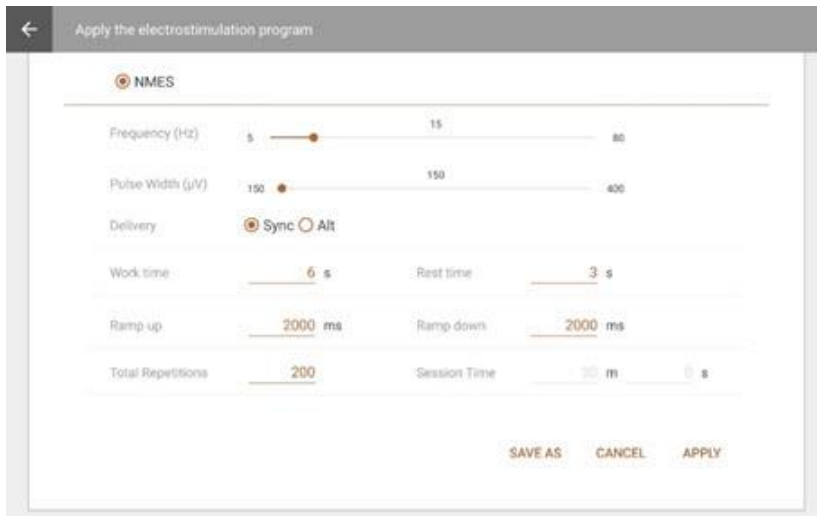 Apply the electrostimulation program
NMES
15
Frequency (Hz) 5 80
150
Pulse Width (µV) 150 400
Delivery Sync Alt
Work time 6 s Rest time 3 s
Ramp up 2000 ms Ramp down 2000 ms
Total Repetitions 200 Session Time 30 m 0 s
SAVE AS CANCEL APPLY